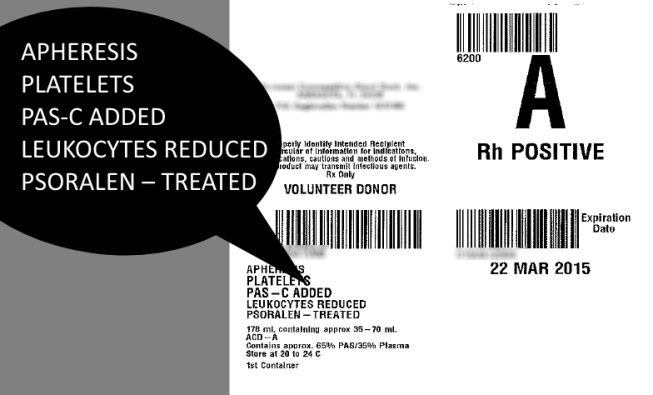 APHERESIS
PLATELETS
PAS-C ADDED
LEUKOCYTES REDUCED
PSORALEN – TREATED
6200
A
Rh POSITIVE
Identify Intended Recipient
of Information for indications,
cautions and methods of infusion.
product may transmit infectious agents.
Rx Only
VOLUNTEER DONOR
Expiration
Date
22 MAR 2015
APHERESIS
PLATELETS
PAS–C ADDED
LEUKOCYTES REDUCED
PSORALEN – TREATED
178 mL containing approx 35–70 mL
ACD–A
Contains approx. 65% PAS/35% Plasma
Store at 20 to 24 C
1st Container